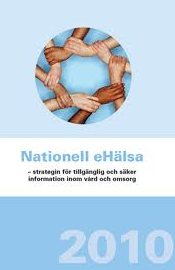 Nationell eHälsa
– strategin för tillgänglig och säker
information inom vård och omsorg
2010